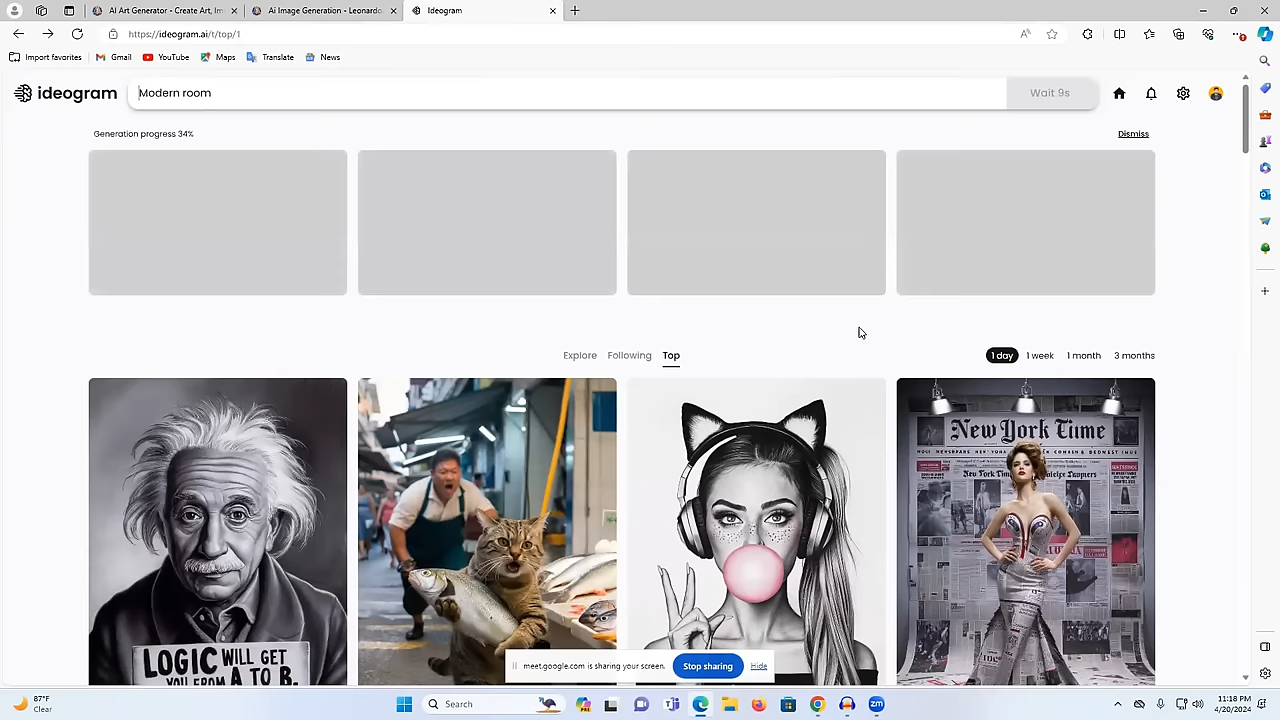 AI Art Generator - Create Art, Im
Ai Image Generation - Leonardo.
Ideogram
https://ideogram.ai/t/top/1
Import favorites
Gmail
YouTube
Maps
Translate
News
ideogram
Modern room
Wait 9s
Generation progress 34%
Dismiss
Explore
Following
Top
1 day
1 week
1 month
3 months
LOGIC WILL GET
YOU FROM A TO B.
New York Time
meet.google.com is sharing your screen.
Stop sharing
Hide
87°F
Clear
Search
11:18 PM
4/20/2024